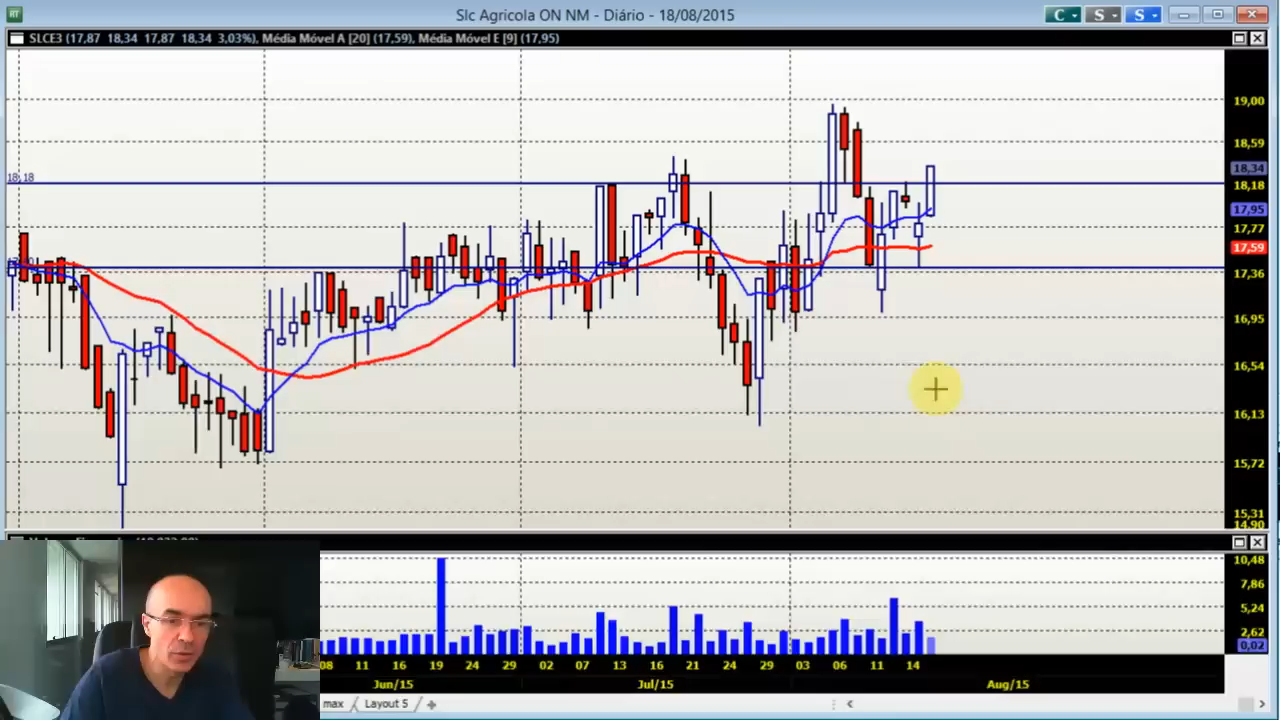 RT
Slc Agricola ON NM - Diário - 18/08/2015
C S S
SLCE3 (17,87 18,34 17,87 18,34 3,03%), Média Móvel A [20] (17,59), Média Móvel E [9] (17,95)
19,00
18,59
18,34
18,18
18,18
17,95
17,77
17,59
17,36
16,95
16,54
16,13
15,72
15,31
14,90
10,48
7,86
5,24
2,62
0,02
08 11 16 19 24 29 02 07 13 16 21 24 29 03 06 11 14
Jun/15 Jul/15 Aug/15
max Layout 5